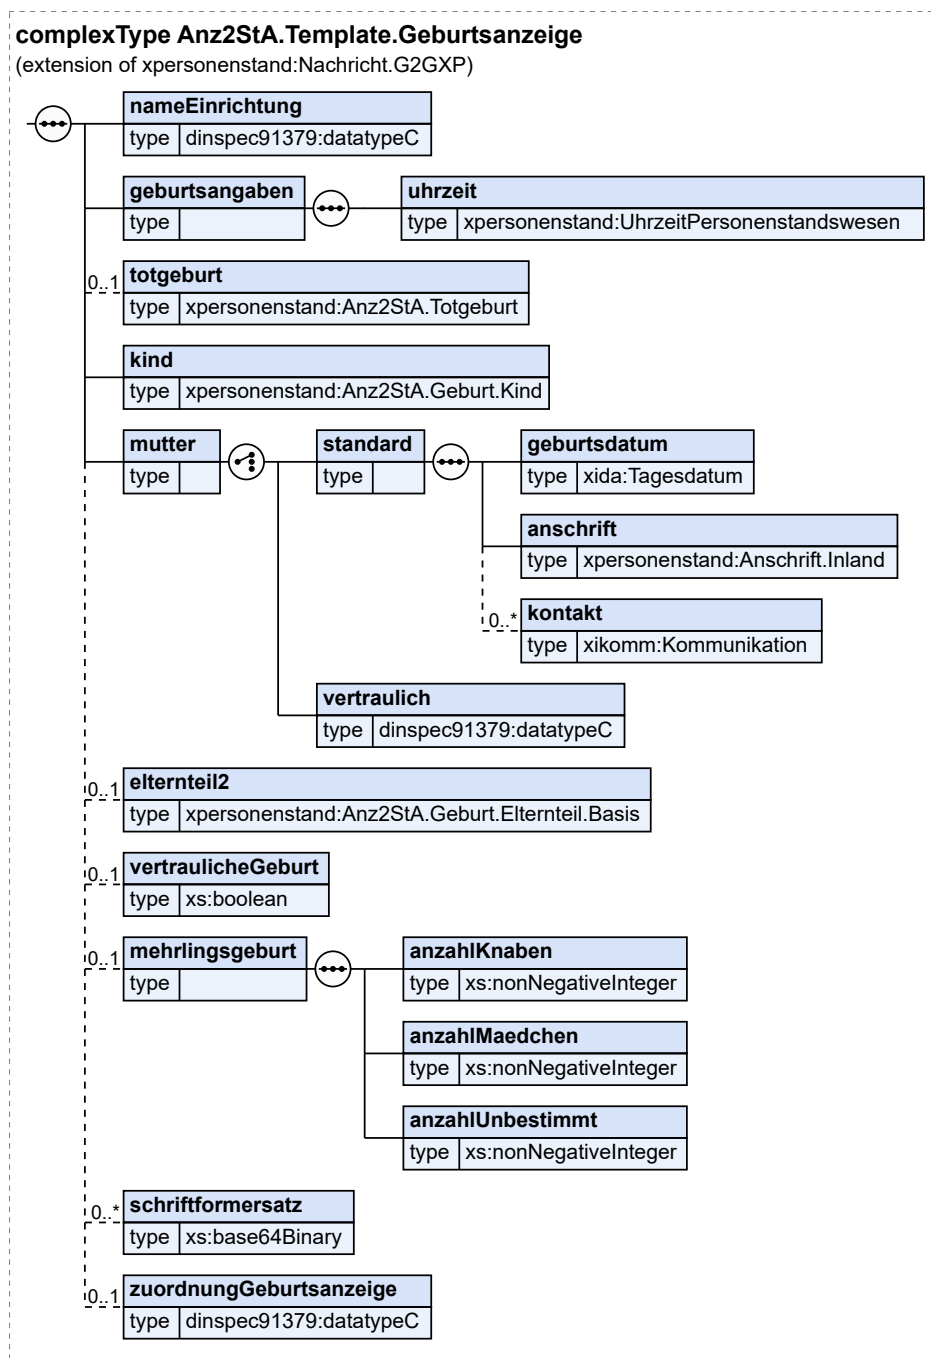 complexType Anz2StA.Template.Geburtsanzeige
(extension of xpersonenstand:Nachricht.G2GXP)
nameEinrichtung
type dinspec91379:datatypeC
geburtsangaben
type
uhrzeit
type xpersonenstand:UhrzeitPersonenstandswesen
0..1
totgeburt
type xpersonenstand:Anz2StA.Totgeburt
kind
type xpersonenstand:Anz2StA.Geburt.Kind
mutter
type
standard
type
geburtsdatum
type xida:Tagesdatum
anschrift
type xpersonenstand:Anschrift.Inland
0..*
kontakt
type xikomm:Kommunikation
vertraulich
type dinspec91379:datatypeC
0..1
elternteil2
type xpersonenstand:Anz2StA.Geburt.Elternteil.Basis
0..1
vertraulicheGeburt
type xs:boolean
0..1
mehrlingsgeburt
type
anzahlKnaben
type xs:nonNegativeInteger
anzahlMaedchen
type xs:nonNegativeInteger
anzahlUnbestimmt
type xs:nonNegativeInteger
0..*
schriftformersatz
type xs:base64Binary
0..1
zuordnungGeburtsanzeige
type dinspec91379:datatypeC